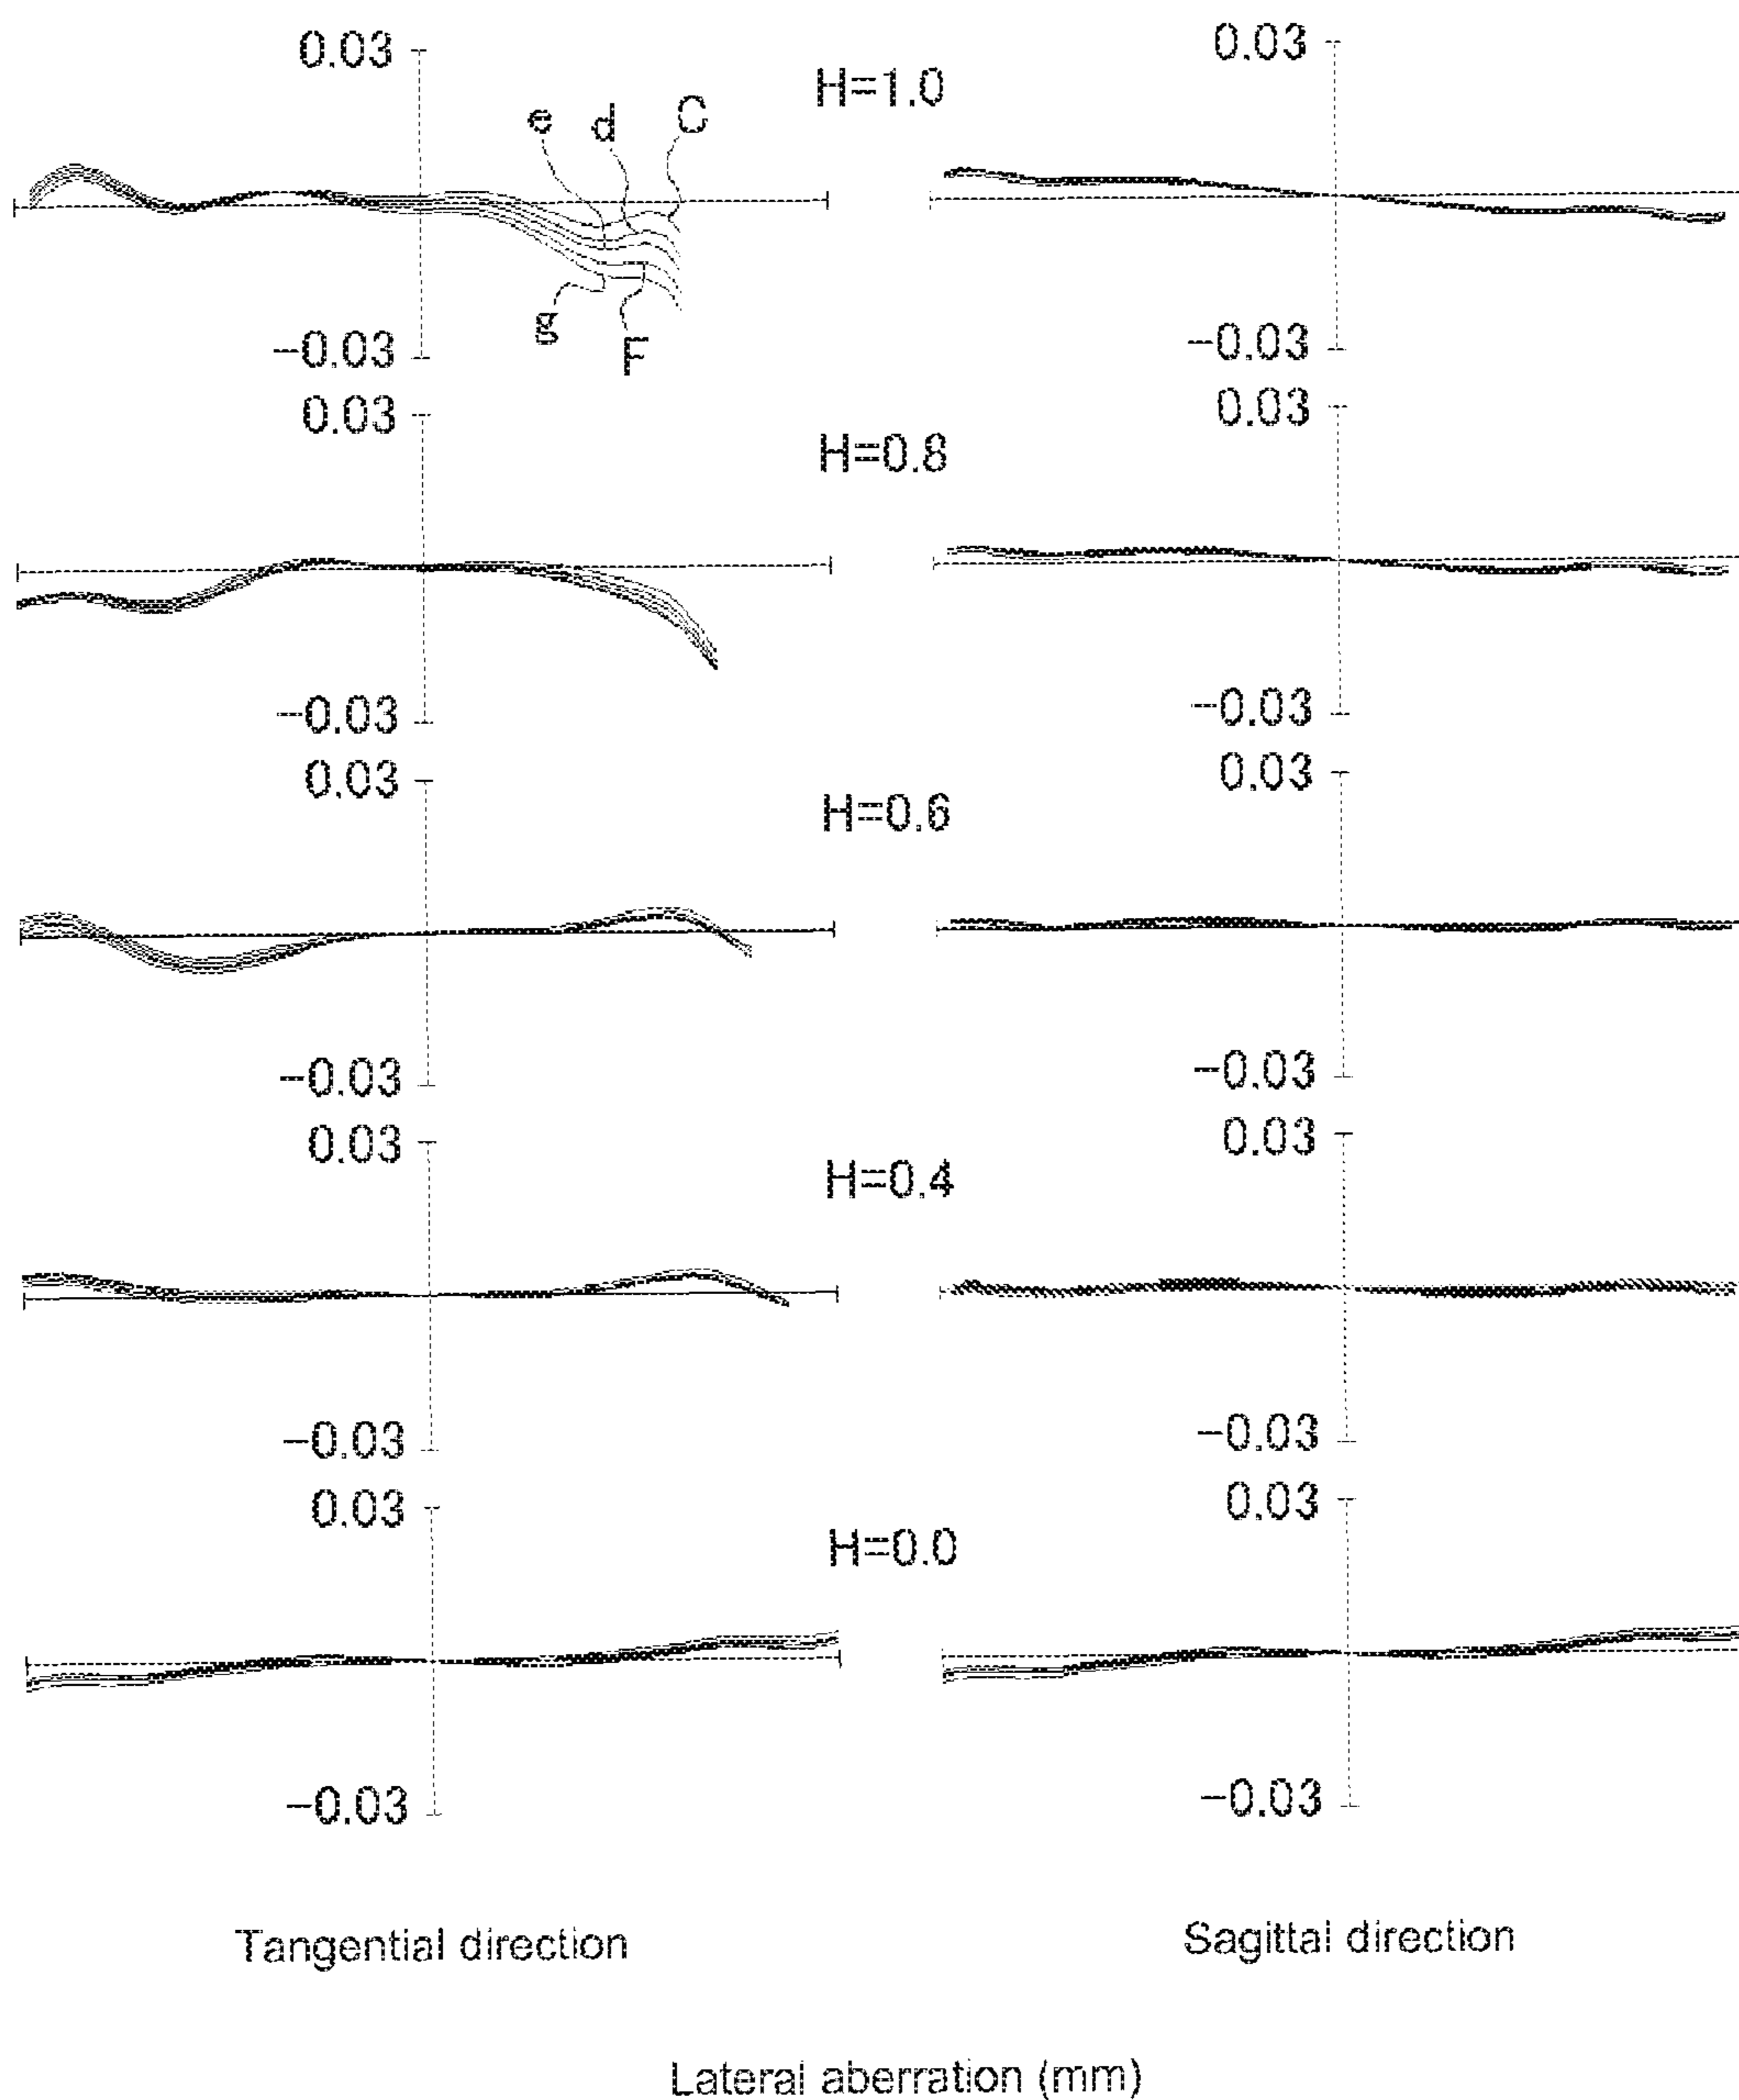 0.03 H=1.0 0.03
e d C
g F
−0.03 −0.03
0.03 H=0.8 0.03
−0.03 −0.03
0.03 H=0.6 0.03
−0.03 −0.03
0.03 H=0.4 0.03
−0.03 −0.03
0.03 H=0.0 0.03
−0.03 −0.03
Tangential direction Sagittal direction
Lateral aberration (mm)